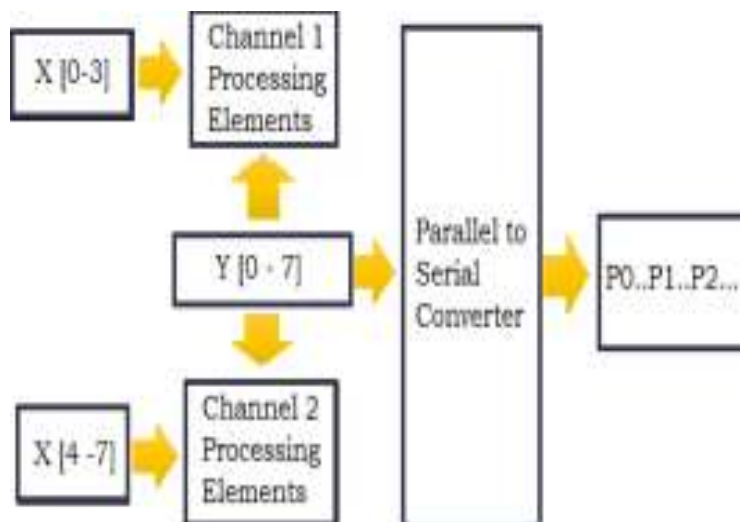 X [0-3]
Channel 1
Processing
Elements
Y [0 - 7]
Parallel to
Serial
Converter
P0..P1..P2...
X [4 -7]
Channel 2
Processing
Elements